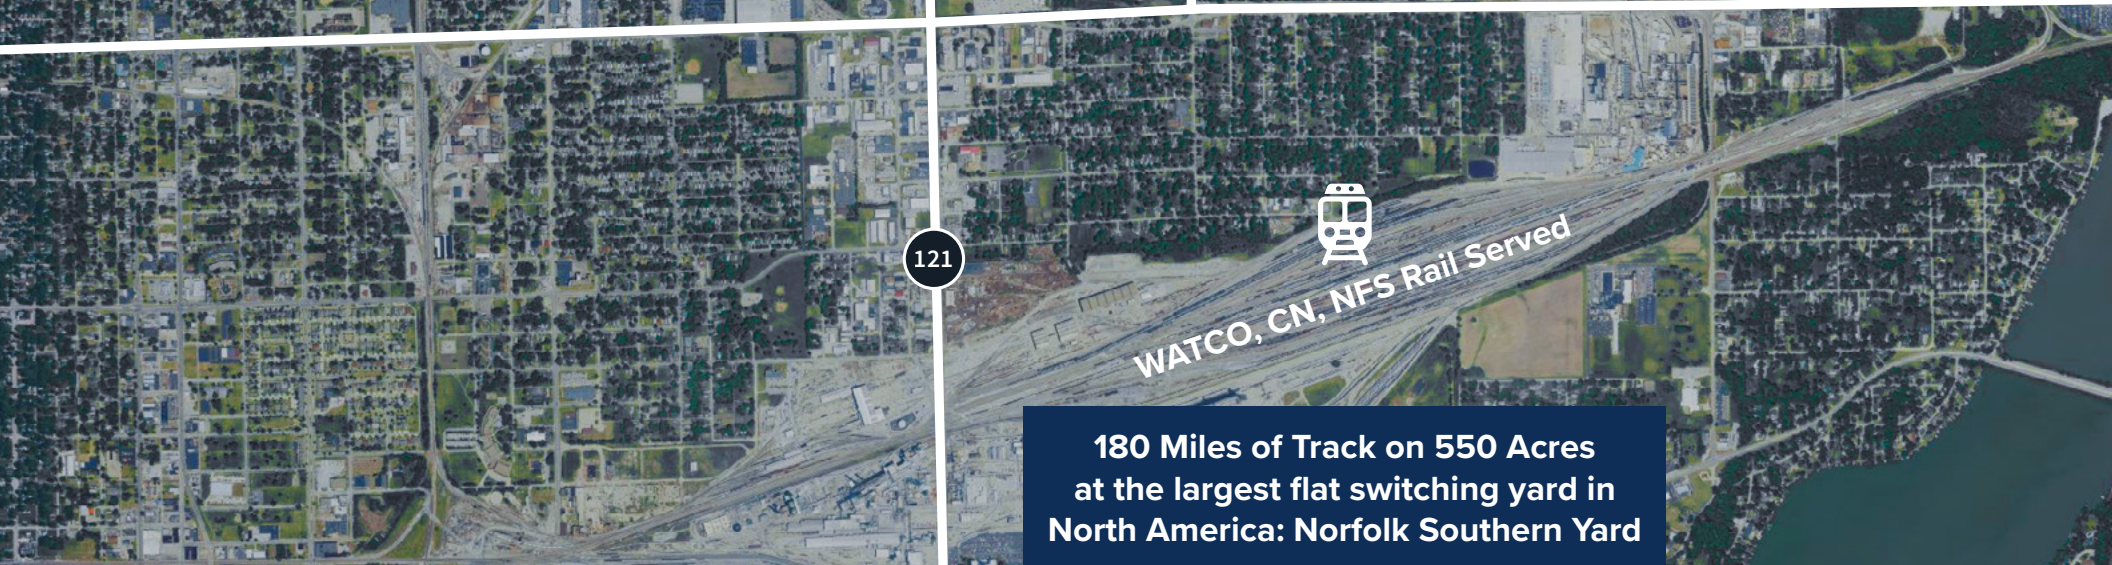 121
WATCO, CN, NFS Rail Served
180 Miles of Track on 550 Acres
at the largest flat switching yard in
North America: Norfolk Southern Yard